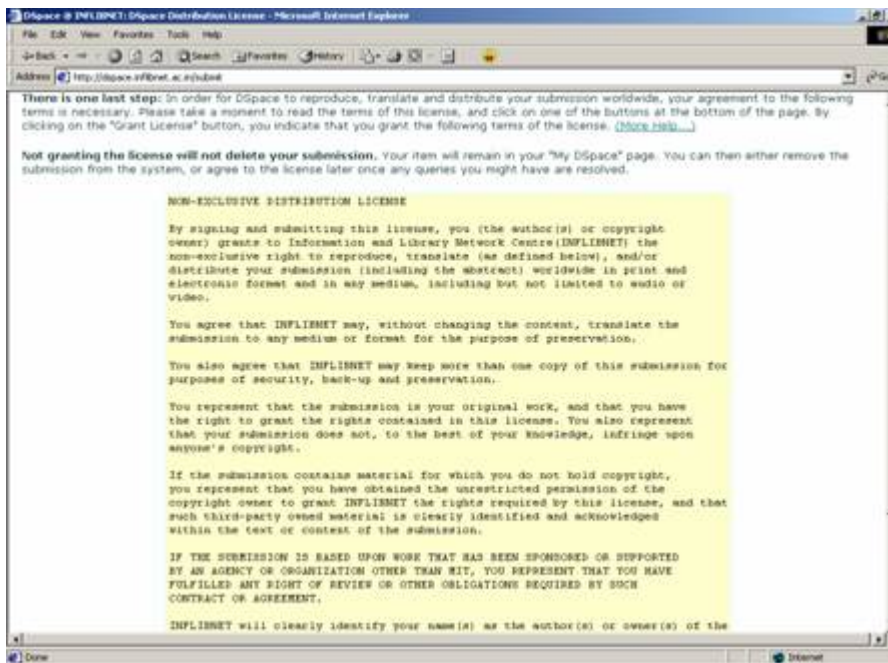 DSpace @ INFLIBNET: DSpace Distribution License - Microsoft Internet Explorer
File Edit View Favorites Tools Help
Back Search Favorites History
Address http://dspace.inflibnet.ac.in/submit
There is one last step: In order for DSpace to reproduce, translate and distribute your submission worldwide, your agreement to the following
terms is necessary. Please take a moment to read the terms of this license, and click on one of the buttons at the bottom of the page. By
clicking on the "Grant License" button, you indicate that you grant the following terms of the license. (More Help...)
Not granting the license will not delete your submission. Your item will remain in your "My DSpace" page. You can then either remove the
submission from the system, or agree to the license later once any queries you might have are resolved.
NON-EXCLUSIVE DISTRIBUTION LICENSE
By signing and submitting this license, you (the author(s) or copyright
owner) grants to Information and Library Network Centre(INFLIBNET) the
non-exclusive right to reproduce, translate (as defined below), and/or
distribute your submission (including the abstract) worldwide in print and
electronic format and in any medium, including but not limited to audio or
video.
You agree that INFLIBNET may, without changing the content, translate the
submission to any medium or format for the purpose of preservation.
You also agree that INFLIBNET may keep more than one copy of this submission for
purposes of security, back-up and preservation.
You represent that the submission is your original work, and that you have
the right to grant the rights contained in this license. You also represent
that your submission does not, to the best of your knowledge, infringe upon
anyone's copyright.
If the submission contains material for which you do not hold copyright,
you represent that you have obtained the unrestricted permission of the
copyright owner to grant INFLIBNET the rights required by this license, and that
such third-party owned material is clearly identified and acknowledged
within the text or content of the submission.
IF THE SUBMISSION IS BASED UPON WORK THAT HAS BEEN SPONSORED OR SUPPORTED
BY AN AGENCY OR ORGANIZATION OTHER THAN MIT, YOU REPRESENT THAT YOU HAVE
FULFILLED ANY RIGHT OF REVIEW OR OTHER OBLIGATIONS REQUIRED BY SUCH
CONTRACT OR AGREEMENT.
INFLIBNET will clearly identify your name(s) as the author(s) or owner(s) of the
Done Internet